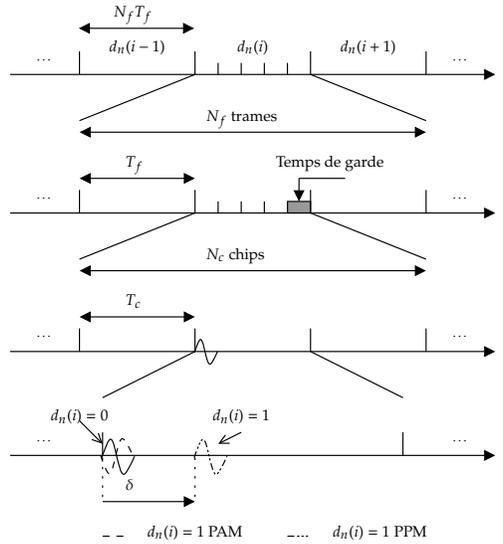 N_f T_f
... d_n(i − 1) d_n(i) d_n(i + 1) ...
N_f trames
T_f Temps de garde
... ...
N_c chips
T_c
... ...
d_n(i) = 0 d_n(i) = 1
... ...
δ
d_n(i) = 1 PAM d_n(i) = 1 PPM